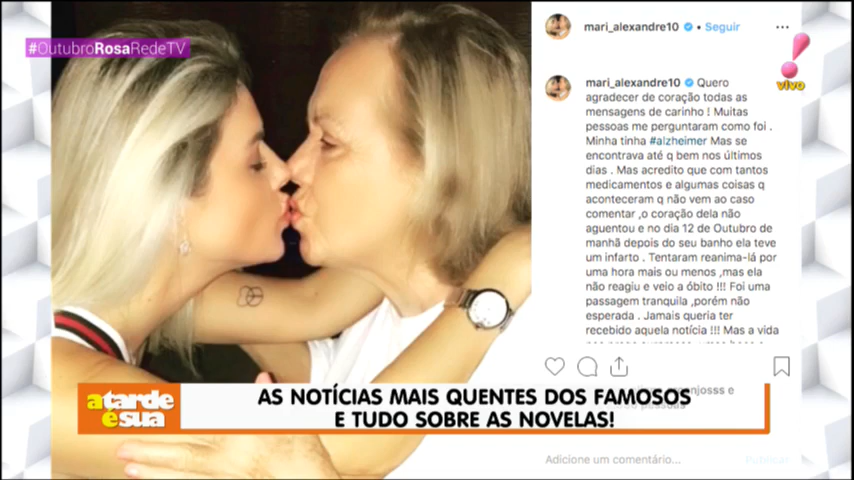 #OutubroRosaRedeTV
mari_alexandre10 • Seguir
vivo
mari_alexandre10 Quero
agradecer de coração todas as
mensagens de carinho ! Muitas
pessoas me perguntaram como foi .
Minha tinha #alzheimer Mas se
encontrava até q bem nos últimos
dias . Mas acredito que com tantos
medicamentos e algumas coisas q
aconteceram q não vem ao caso
comentar ,o coração dela não
aguentou e no dia 12 de Outubro de
manhã depois do seu banho ela teve
um infarto . Tentaram reanima-lá por
uma hora mais ou menos ,mas ela
não reagiu e veio a óbito !!! Foi uma
passagem tranquila ,porém não
esperada . Jamais queria ter
recebido aquela notícia !!! Mas a vida
a tarde
é sua
AS NOTÍCIAS MAIS QUENTES DOS FAMOSOS
E TUDO SOBRE AS NOVELAS!
Adicione um comentário...
Publicar